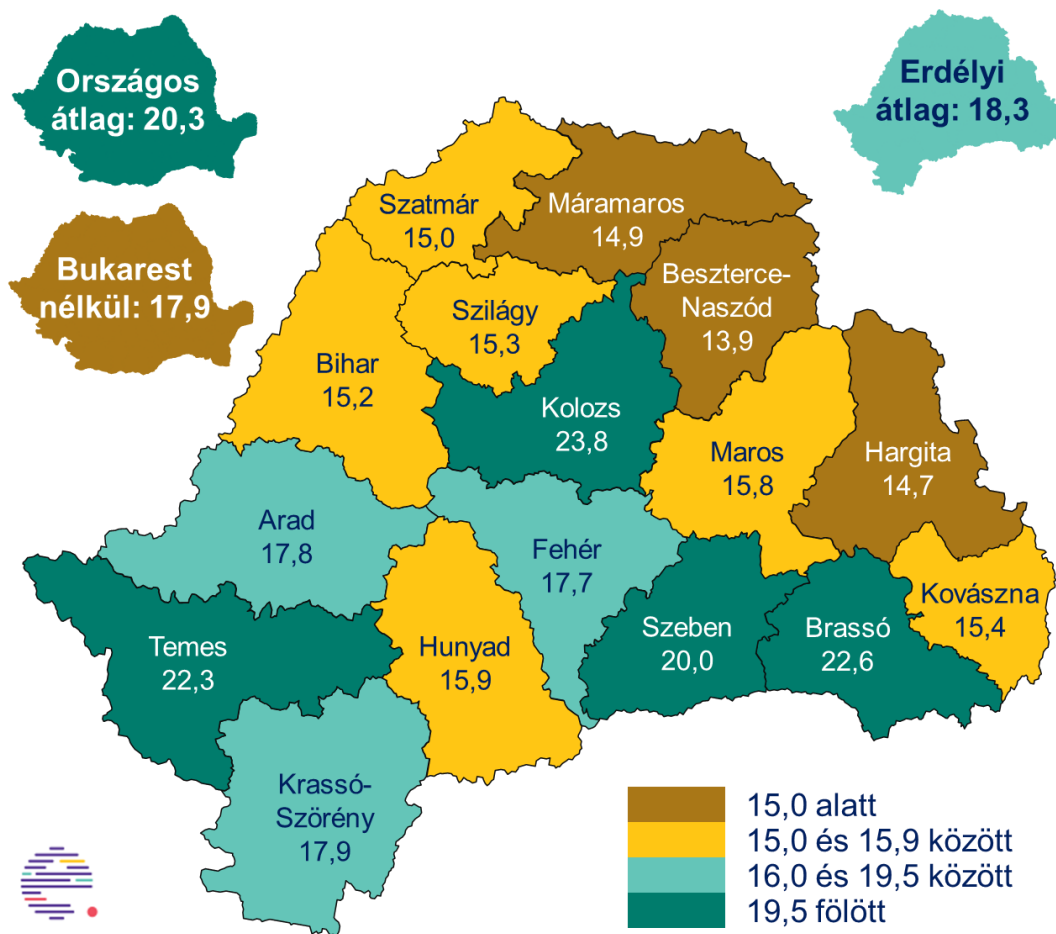 Országos
átlag: 20,3
Erdélyi
átlag: 18,3
Bukarest
nélkül: 17,9
Szatmár
15,0
Máramaros
14,9
Beszterce-
Naszód
13,9
Szilágy
15,3
Bihar
15,2
Kolozs
23,8
Maros
15,8
Hargita
14,7
Arad
17,8
Fehér
17,7
Kovászna
15,4
Temes
22,3
Hunyad
15,9
Szeben
20,0
Brassó
22,6
Krassó-
Szörény
17,9
15,0 alatt
15,0 és 15,9 között
16,0 és 19,5 között
19,5 fölött